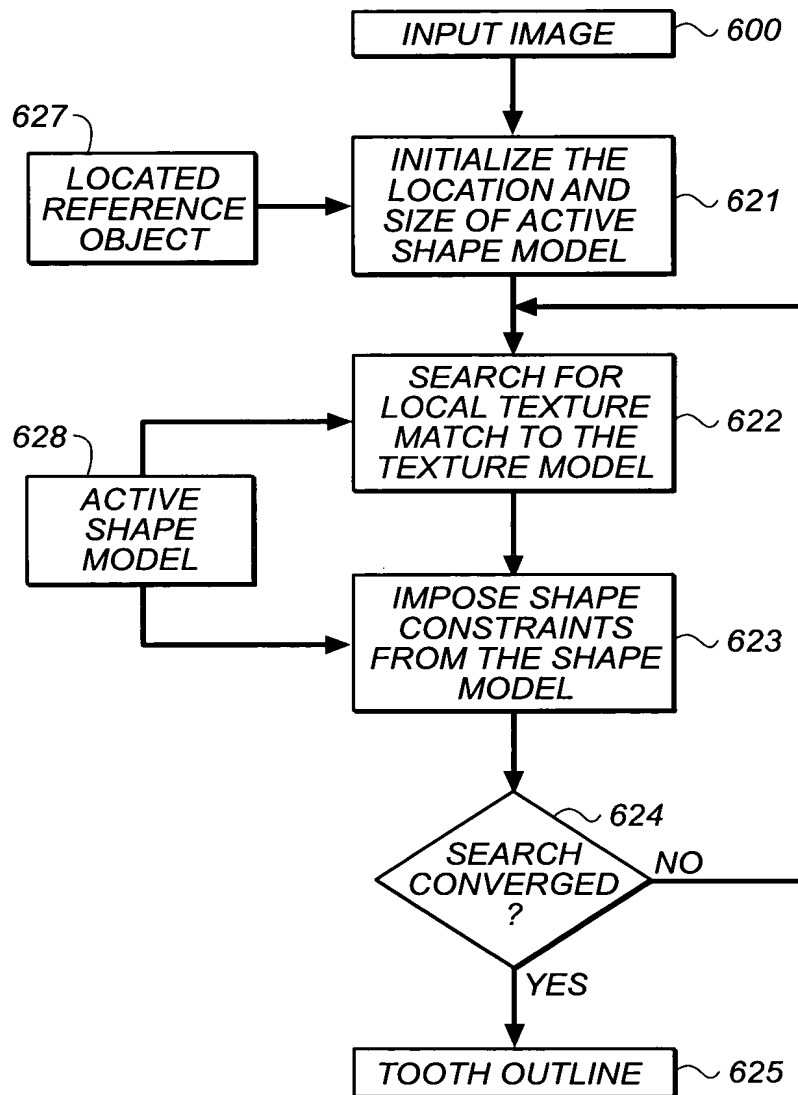 INPUT IMAGE
600
627
LOCATED
REFERENCE
OBJECT
INITIALIZE THE
LOCATION AND
SIZE OF ACTIVE
SHAPE MODEL
621
SEARCH FOR
LOCAL TEXTURE
MATCH TO THE
TEXTURE MODEL
622
628
ACTIVE
SHAPE
MODEL
IMPOSE SHAPE
CONSTRAINTS
FROM THE SHAPE
MODEL
623
624
SEARCH
CONVERGED
?
NO
YES
TOOTH OUTLINE
625